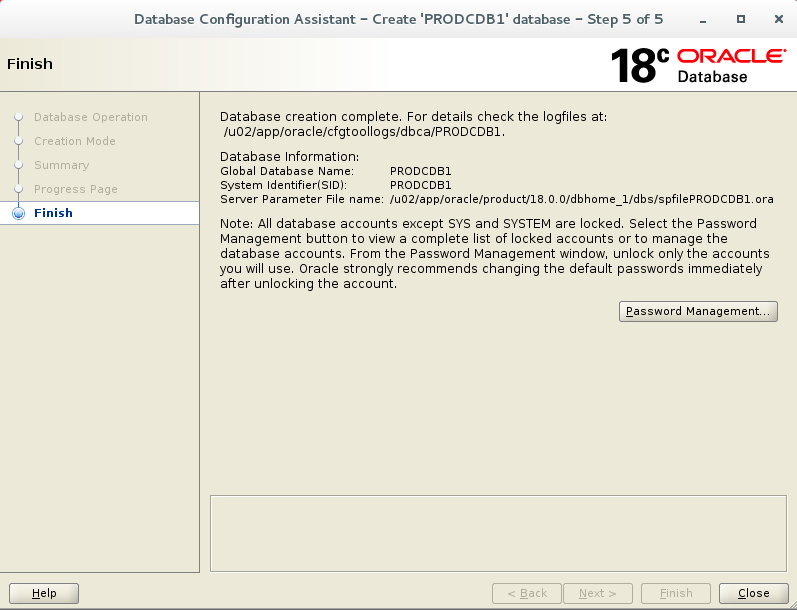 Database Configuration Assistant – Create 'PRODCDB1' database – Step 5 of 5
Finish
18c ORACLE
Database
Database Operation
Creation Mode
Summary
Progress Page
Finish
Database creation complete. For details check the logfiles at:
/u02/app/oracle/cfgtoollogs/dbca/PRODCDB1.
Database Information:
Global Database Name: PRODCDB1
System Identifier(SID): PRODCDB1
Server Parameter File name: /u02/app/oracle/product/18.0.0/dbhome_1/dbs/spfilePRODCDB1.ora
Note: All database accounts except SYS and SYSTEM are locked. Select the Password
Management button to view a complete list of locked accounts or to manage the
database accounts. From the Password Management window, unlock only the accounts
you will use. Oracle strongly recommends changing the default passwords immediately
after unlocking the account.
Password Management...
Help
< Back
Next >
Finish
Close